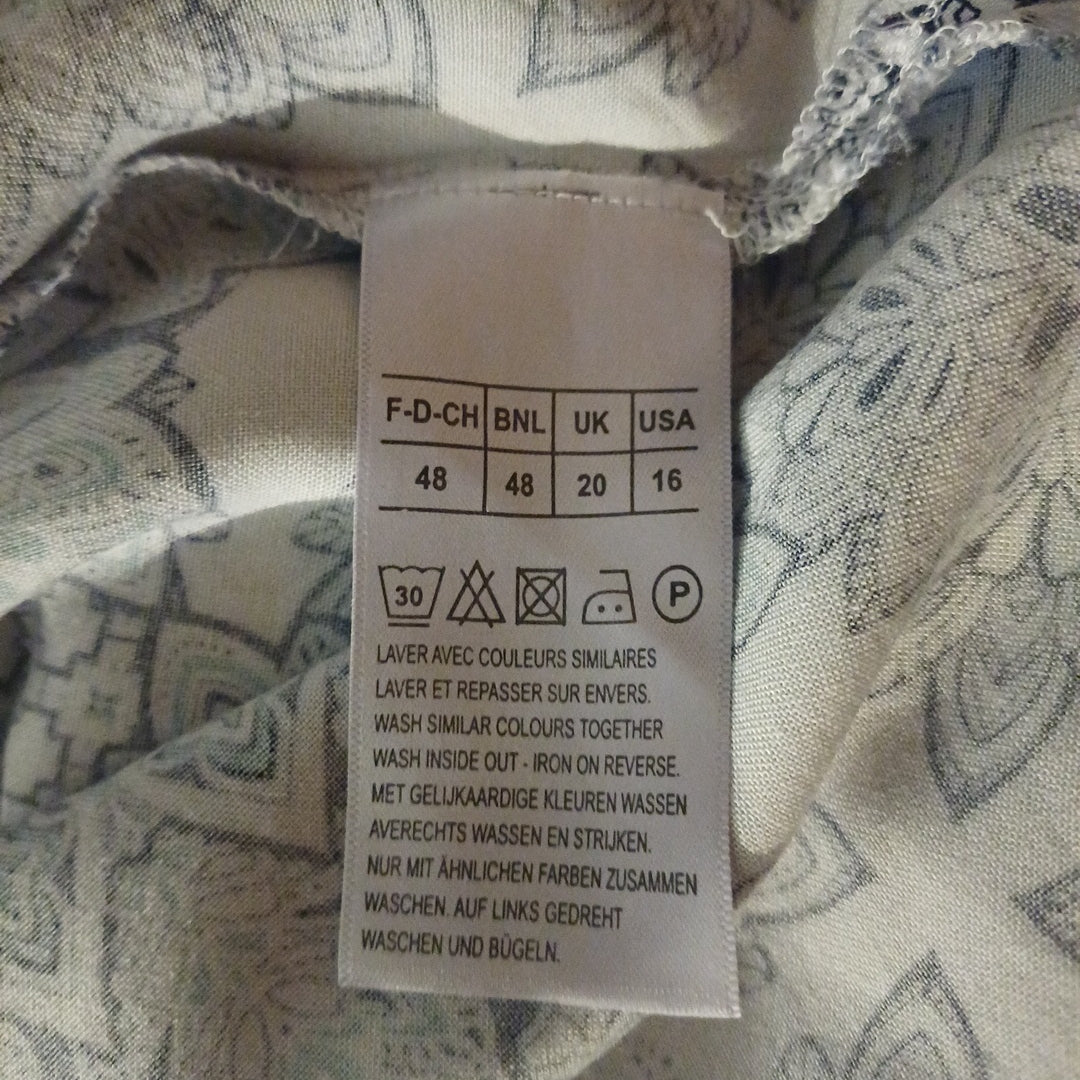 F-D-CH BNL UK USA
48 48 20 16
30 P
LAVER AVEC COULEURS SIMILAIRES
LAVER ET REPASSER SUR ENVERS.
WASH SIMILAR COLOURS TOGETHER
WASH INSIDE OUT - IRON ON REVERSE.
MET GELIJKAARDIGE KLEUREN WASSEN
AVERECHTS WASSEN EN STRIJKEN.
NUR MIT ÄHNLICHEN FARBEN ZUSAMMEN
WASCHEN. AUF LINKS GEDREHT
WASCHEN UND BÜGELN.